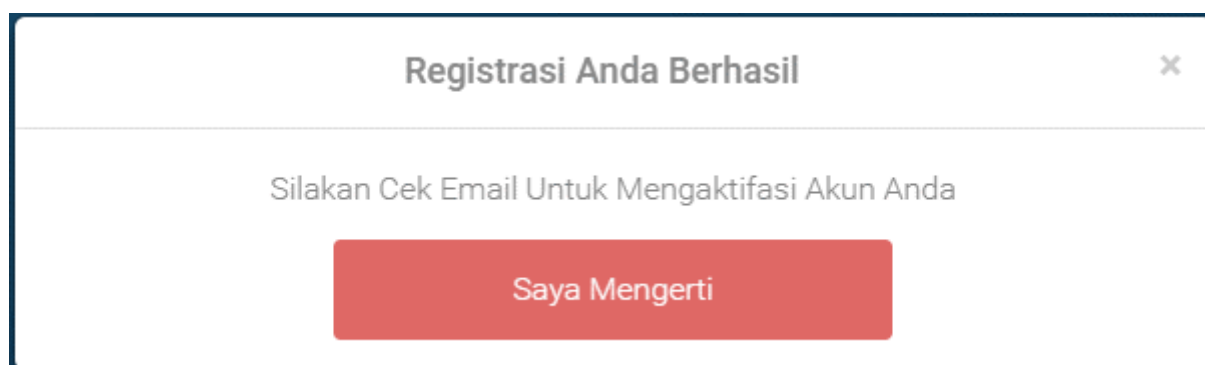 Registrasi Anda Berhasil ×
Silakan Cek Email Untuk Mengaktifasi Akun Anda
Saya Mengerti